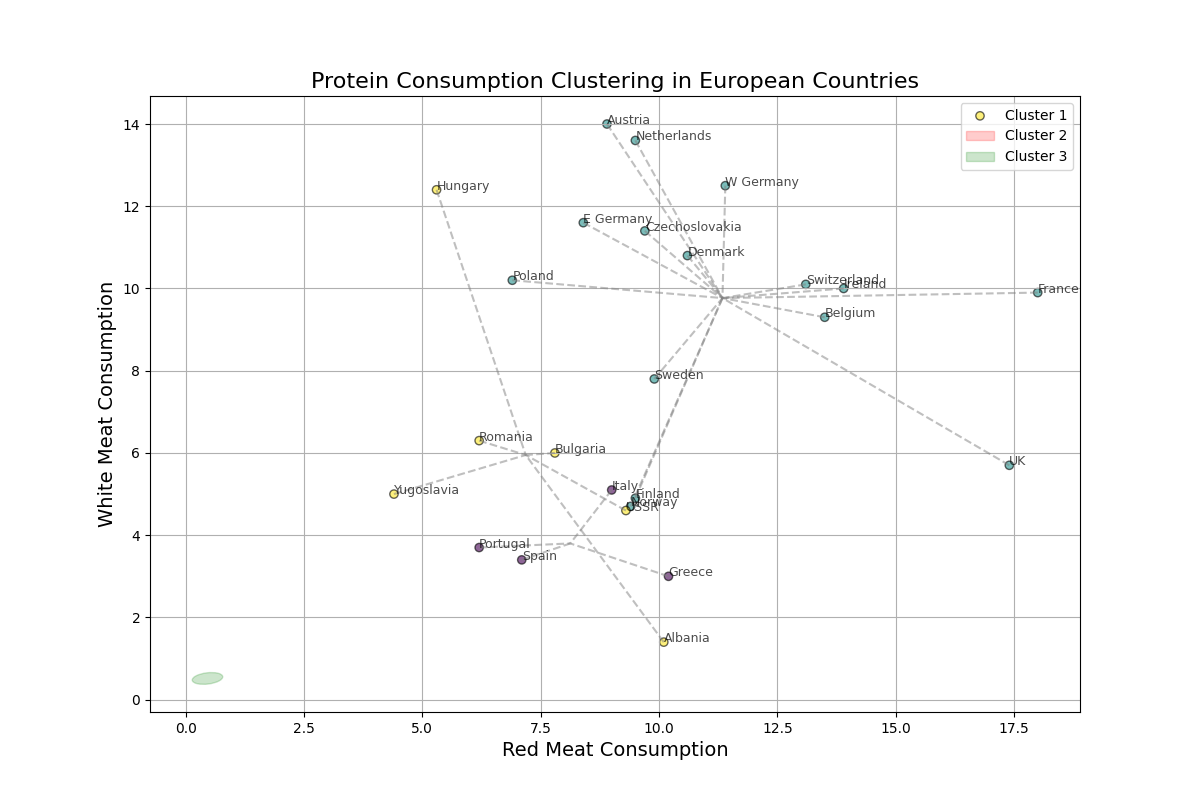 Protein Consumption Clustering in European Countries
Cluster 1
Cluster 2
Cluster 3
White Meat Consumption
14
12
10
8
6
4
2
0
Austria
Netherlands
W Germany
Hungary
E Germany
Czechoslovakia
Denmark
Poland
Switzerland
Ireland
France
Belgium
Sweden
Romania
Bulgaria
UK
Yugoslavia
Italy
Finland
Norway
USSR
Portugal
Spain
Greece
Albania
0.0
2.5
5.0
7.5
10.0
12.5
15.0
17.5
Red Meat Consumption